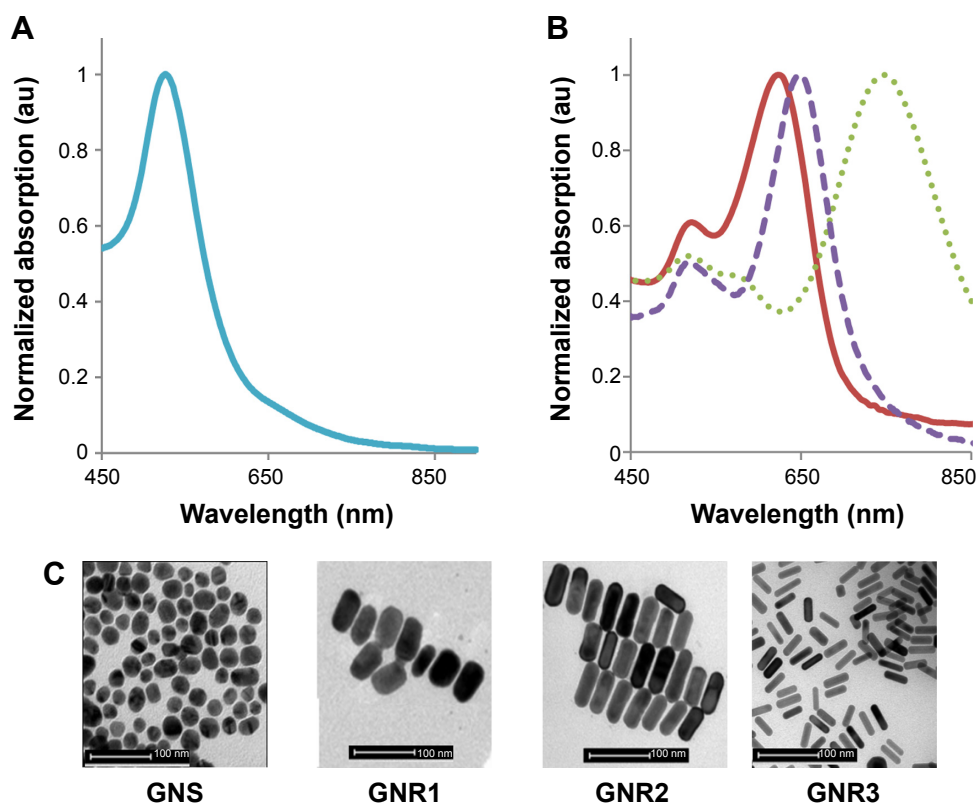 A
Normalized absorption (au)
1
0.8
0.6
0.4
0.2
0
450
650
850
Wavelength (nm)
B
Normalized absorption (au)
1
0.8
0.6
0.4
0.2
0
450
650
850
Wavelength (nm)
C
100 nm
100 nm
100 nm
100 nm
GNS
GNR1
GNR2
GNR3